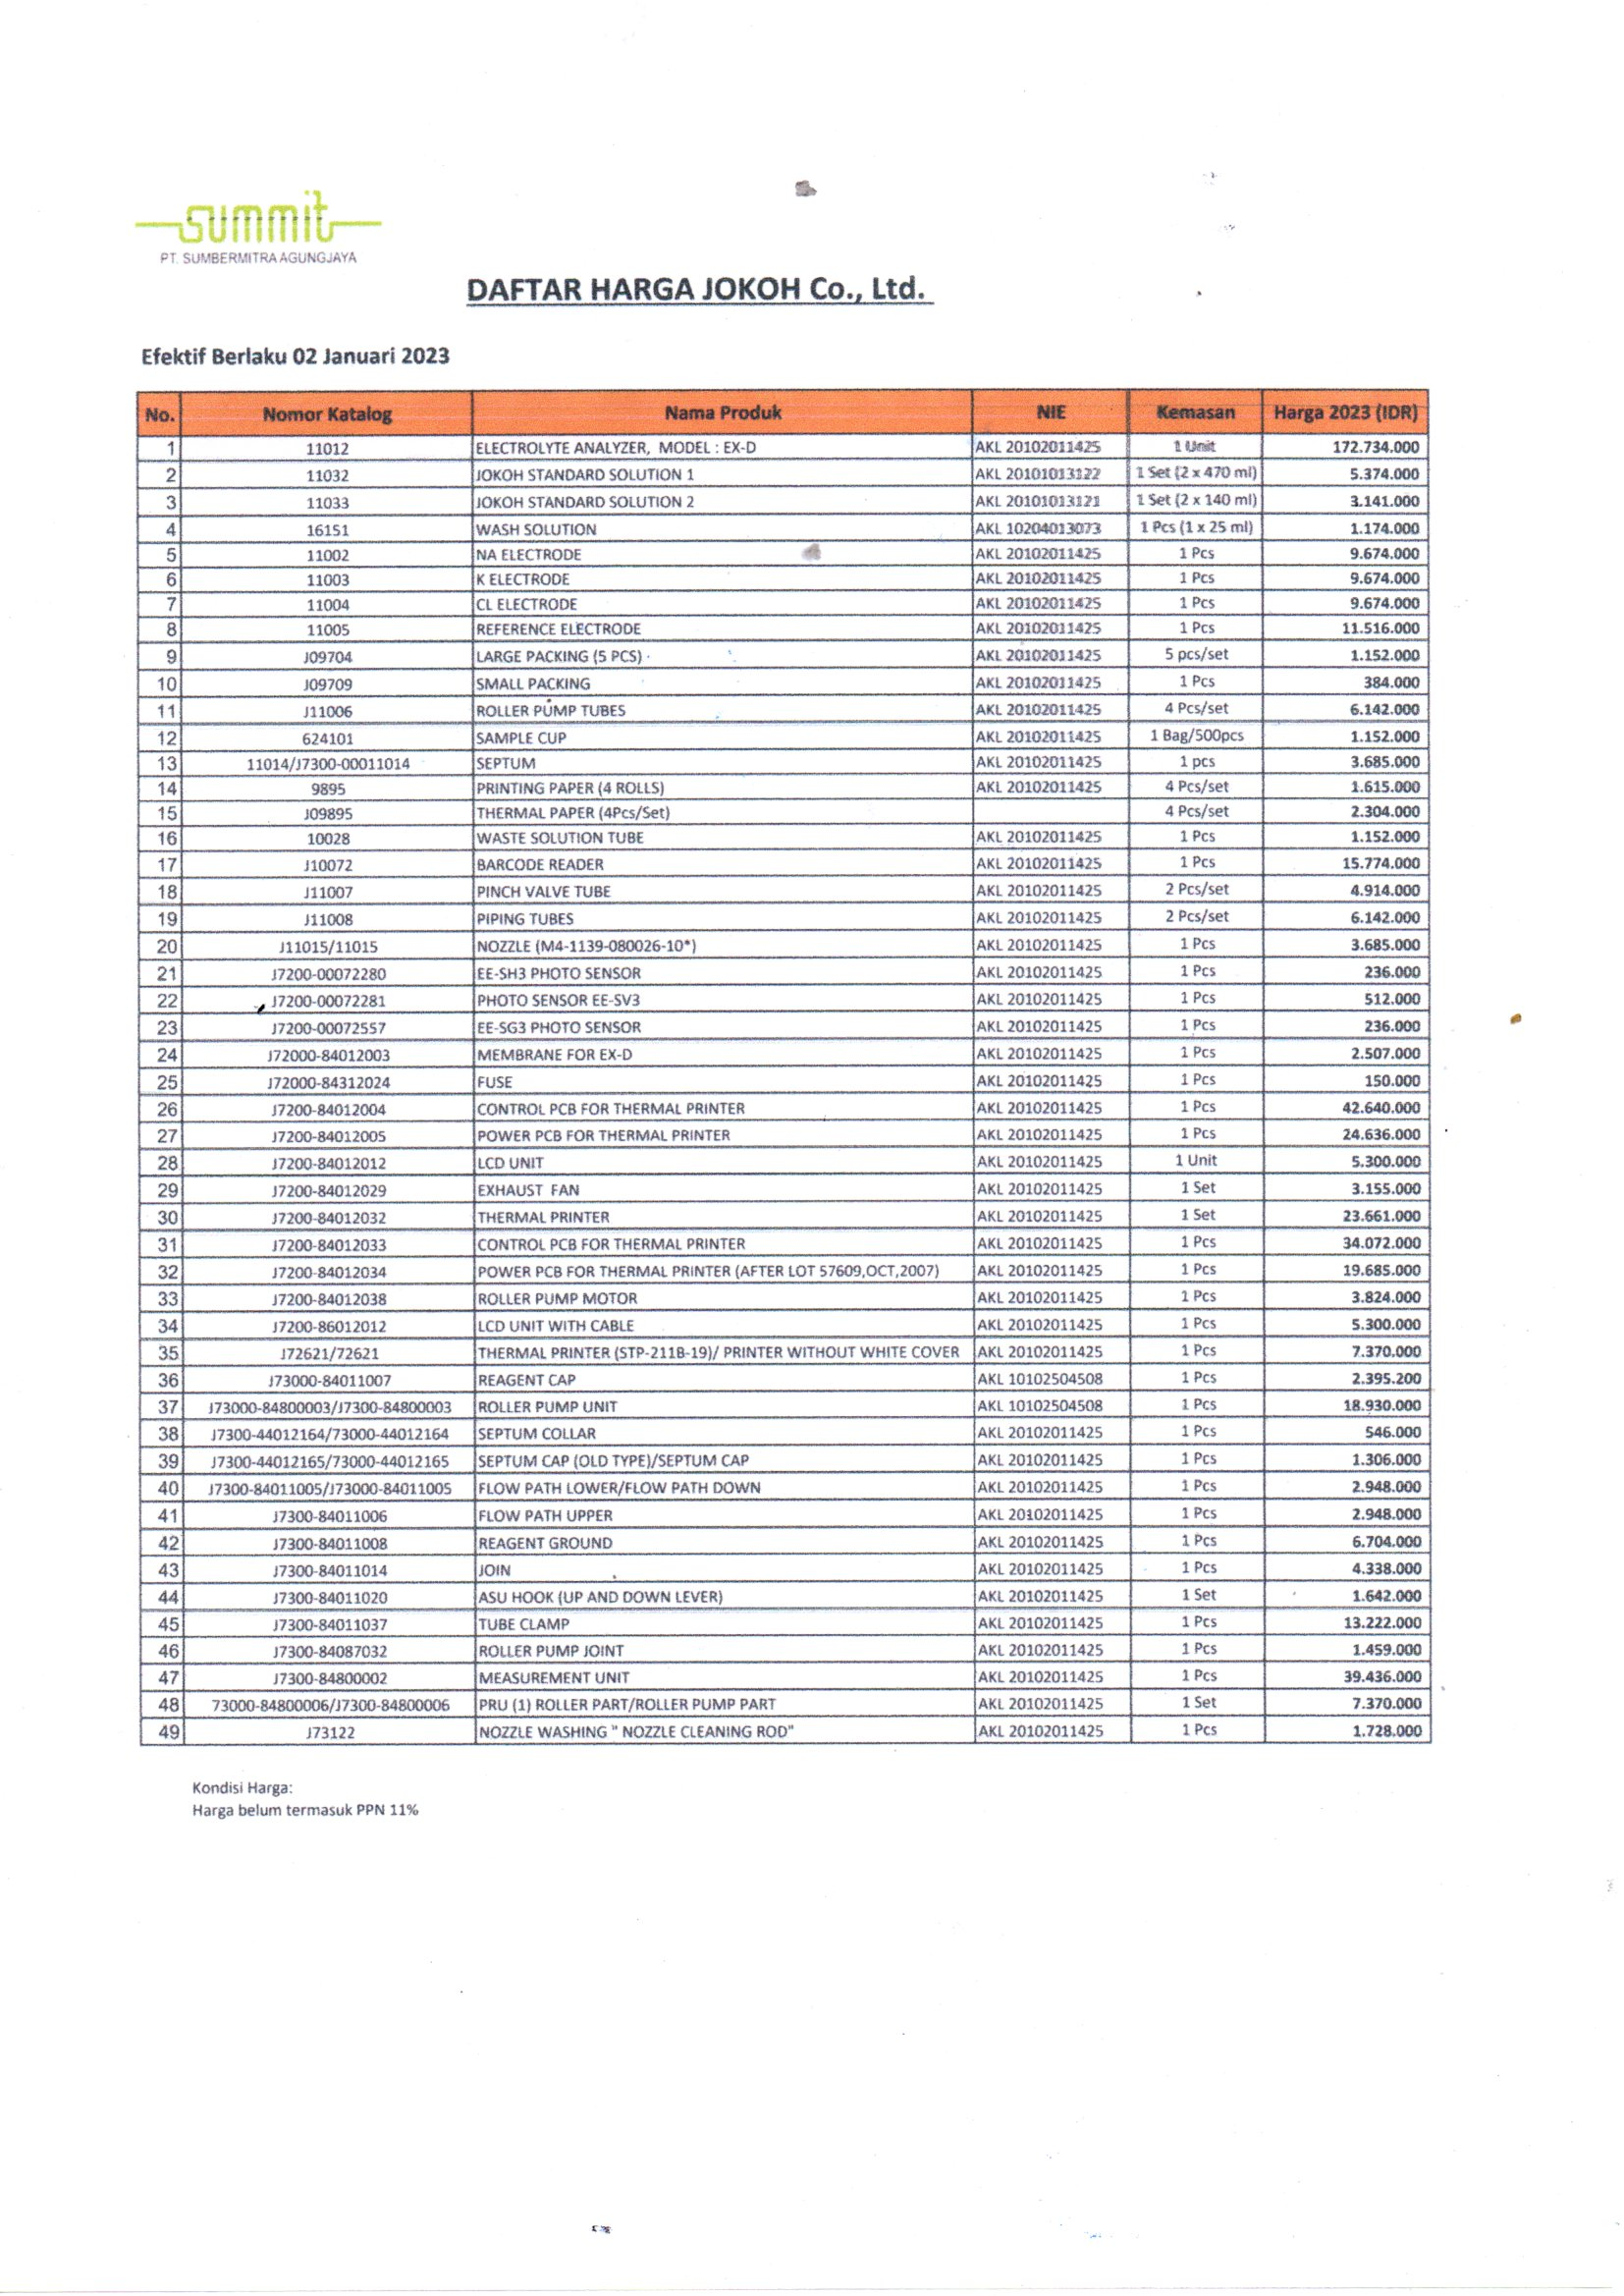 summit
PT. SUMBERMITRA AGUNGJAYA
DAFTAR HARGA JOKOH Co., Ltd.
Efektif Berlaku 02 Januari 2023
No. Nomor Katalog Nama Produk NIE Kemasan Harga 2023 (IDR)
1 11012 ELECTROLYTE ANALYZER, MODEL : EX-D AKL 20102011425 1 Unit 172.734.000
2 11032 JOKOH STANDARD SOLUTION 1 AKL 20101013122 1 Set (2 x 470 ml) 5.374.000
3 11033 JOKOH STANDARD SOLUTION 2 AKL 20101013121 1 Set (2 x 140 ml) 3.141.000
4 16151 WASH SOLUTION AKL 10204013073 1 Pcs (1 x 25 ml) 1.174.000
5 11002 NA ELECTRODE AKL 20102011425 1 Pcs 9.674.000
6 11003 K ELECTRODE AKL 20102011425 1 Pcs 9.674.000
7 11004 CL ELECTRODE AKL 20102011425 1 Pcs 9.674.000
8 11005 REFERENCE ELECTRODE AKL 20102011425 1 Pcs 11.516.000
9 J09704 LARGE PACKING (5 PCS) AKL 20102011425 5 pcs/set 1.152.000
10 J09709 SMALL PACKING AKL 20102011425 1 Pcs 384.000
11 J11006 ROLLER PUMP TUBES AKL 20102011425 4 Pcs/set 6.142.000
12 624101 SAMPLE CUP AKL 20102011425 1 Bag/500pcs 1.152.000
13 11014/J7300-00011014 SEPTUM AKL 20102011425 1 pcs 3.685.000
14 9895 PRINTING PAPER (4 ROLLS) AKL 20102011425 4 Pcs/set 1.615.000
15 J09895 THERMAL PAPER (4Pcs/Set) 4 Pcs/set 2.304.000
16 10028 WASTE SOLUTION TUBE AKL 20102011425 1 Pcs 1.152.000
17 J10072 BARCODE READER AKL 20102011425 1 Pcs 15.774.000
18 J11007 PINCH VALVE TUBE AKL 20102011425 2 Pcs/set 4.914.000
19 J11008 PIPING TUBES AKL 20102011425 2 Pcs/set 6.142.000
20 J11015/11015 NOZZLE (M4-1139-080026-10*) AKL 20102011425 1 Pcs 3.685.000
21 J7200-00072280 EE-SH3 PHOTO SENSOR AKL 20102011425 1 Pcs 236.000
22 J7200-00072281 PHOTO SENSOR EE-SV3 AKL 20102011425 1 Pcs 512.000
23 J7200-00072557 EE-SG3 PHOTO SENSOR AKL 20102011425 1 Pcs 236.000
24 J72000-84012003 MEMBRANE FOR EX-D AKL 20102011425 1 Pcs 2.507.000
25 J72000-84312024 FUSE AKL 20102011425 1 Pcs 150.000
26 J7200-84012004 CONTROL PCB FOR THERMAL PRINTER AKL 20102011425 1 Pcs 42.640.000
27 J7200-84012005 POWER PCB FOR THERMAL PRINTER AKL 20102011425 1 Pcs 24.636.000
28 J7200-84012012 LCD UNIT AKL 20102011425 1 Unit 5.300.000
29 J7200-84012029 EXHAUST FAN AKL 20102011425 1 Set 3.155.000
30 J7200-84012032 THERMAL PRINTER AKL 20102011425 1 Set 23.661.000
31 J7200-84012033 CONTROL PCB FOR THERMAL PRINTER AKL 20102011425 1 Pcs 34.072.000
32 J7200-84012034 POWER PCB FOR THERMAL PRINTER (AFTER LOT 57609,OCT,2007) AKL 20102011425 1 Pcs 19.685.000
33 J7200-84012038 ROLLER PUMP MOTOR AKL 20102011425 1 Pcs 3.824.000
34 J7200-86012012 LCD UNIT WITH CABLE AKL 20102011425 1 Pcs 5.300.000
35 J72621/72621 THERMAL PRINTER (STP-211B-19)/ PRINTER WITHOUT WHITE COVER AKL 20102011425 1 Pcs 7.370.000
36 J73000-84011007 REAGENT CAP AKL 10102504508 1 Pcs 2.395.200
37 J73000-84800003/J7300-84800003 ROLLER PUMP UNIT AKL 10102504508 1 Pcs 18.930.000
38 J7300-44012164/73000-44012164 SEPTUM COLLAR AKL 20102011425 1 Pcs 546.000
39 J7300-44012165/73000-44012165 SEPTUM CAP (OLD TYPE)/SEPTUM CAP AKL 20102011425 1 Pcs 1.306.000
40 J7300-84011005/J73000-84011005 FLOW PATH LOWER/FLOW PATH DOWN AKL 20102011425 1 Pcs 2.948.000
41 J7300-84011006 FLOW PATH UPPER AKL 20102011425 1 Pcs 2.948.000
42 J7300-84011008 REAGENT GROUND AKL 20102011425 1 Pcs 6.704.000
43 J7300-84011014 JOIN AKL 20102011425 1 Pcs 4.338.000
44 J7300-84011020 ASU HOOK (UP AND DOWN LEVER) AKL 20102011425 1 Set 1.642.000
45 J7300-84011037 TUBE CLAMP AKL 20102011425 1 Pcs 13.222.000
46 J7300-84087032 ROLLER PUMP JOINT AKL 20102011425 1 Pcs 1.459.000
47 J7300-84800002 MEASUREMENT UNIT AKL 20102011425 1 Pcs 39.436.000
48 73000-84800006/J7300-84800006 PRU (1) ROLLER PART/ROLLER PUMP PART AKL 20102011425 1 Set 7.370.000
49 J73122 NOZZLE WASHING " NOZZLE CLEANING ROD" AKL 20102011425 1 Pcs 1.728.000
Kondisi Harga:
Harga belum termasuk PPN 11%